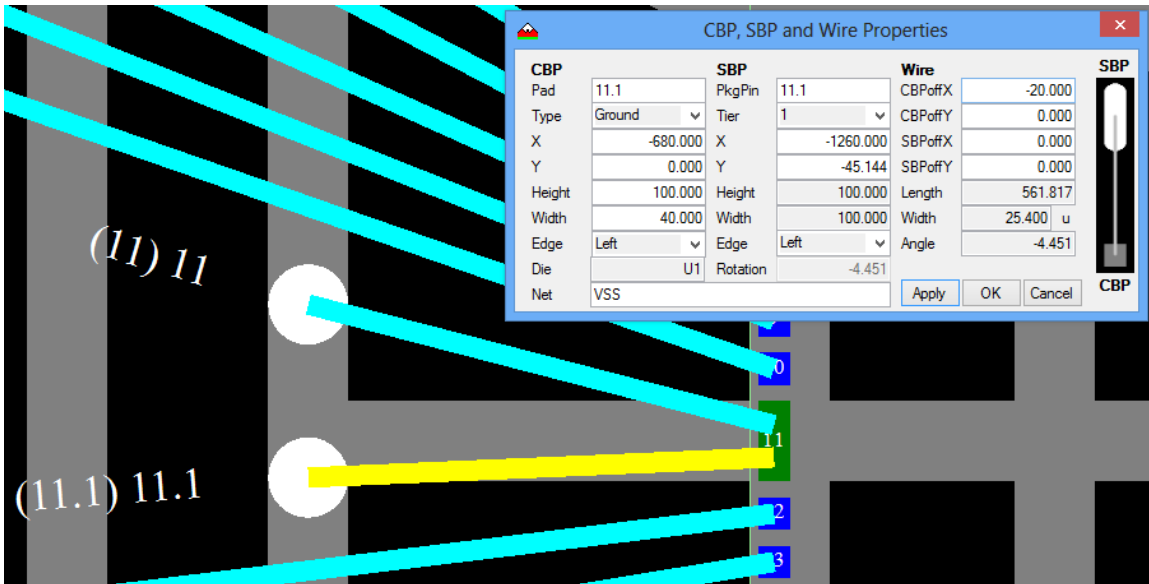 CBP, SBP and Wire Properties
CBP SBP Wire SBP
Pad 11.1 PkgPin 11.1 CBPoffX -20.000
Type Ground Tier 1 CBPoffY 0.000
X -680.000 X -1260.000 SBPoffX 0.000
Y 0.000 Y -45.144 SBPoffY 0.000
Height 100.000 Height 100.000 Length 561.817
Width 40.000 Width 100.000 Width 25.400 u
Edge Left Edge Left Angle -4.451
Die U1 Rotation -4.451
Net VSS Apply OK Cancel CBP
(11) 11
0
11
(11.1) 11.1
2
3